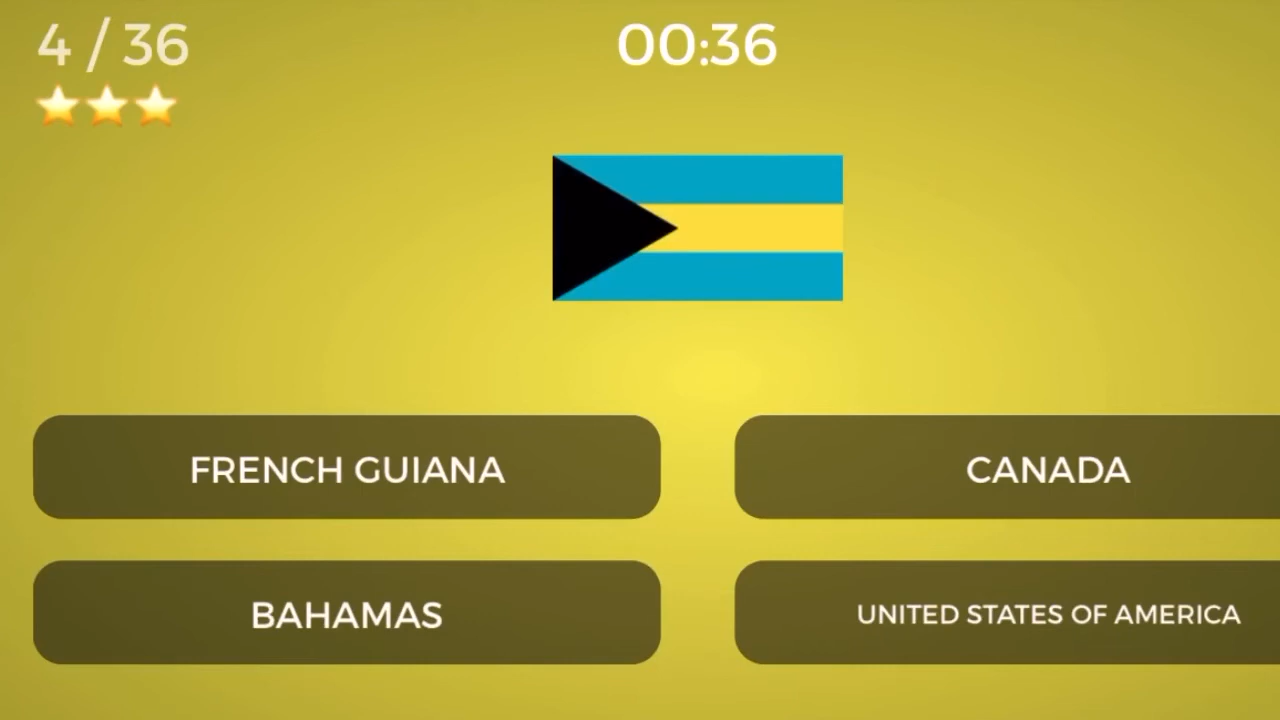 4 / 36
00:36
FRENCH GUIANA
CANADA
BAHAMAS
UNITED STATES OF AMERICA